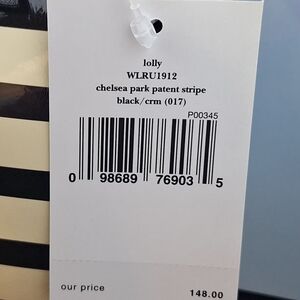 lolly
WLRU1912
chelsea park patent stripe
black/crm (017)
P00345
0 98689 76903 5
our price 148.00